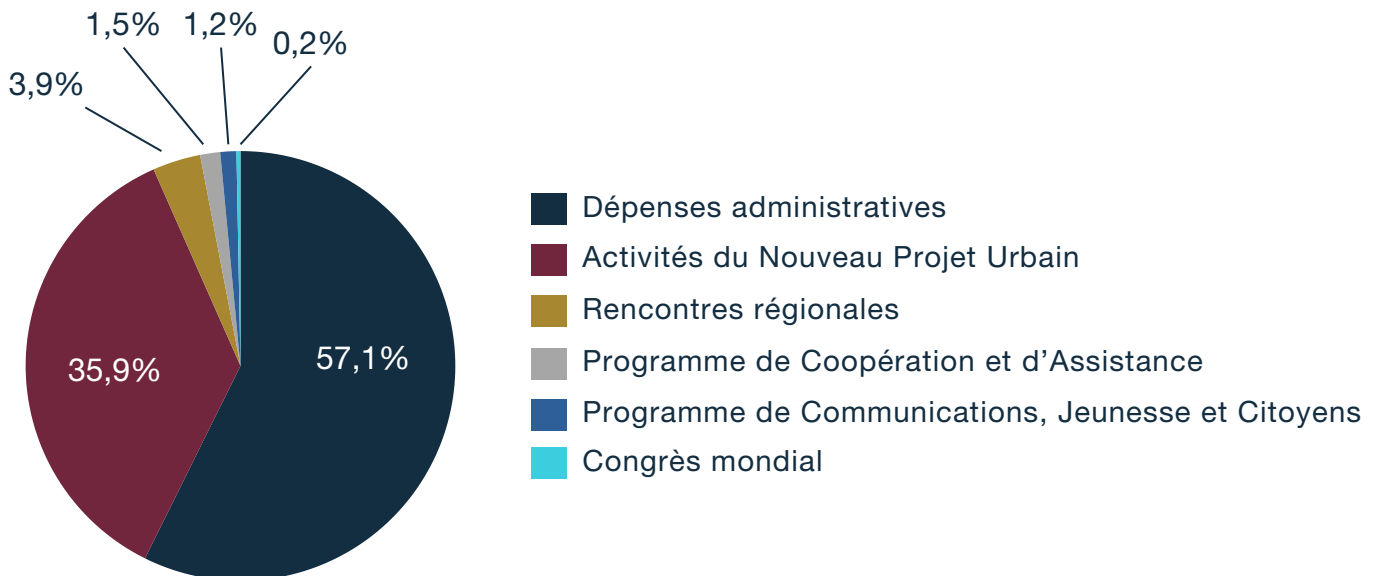 1,5%
1,2%
0,2%
3,9%
57,1%
35,9%
Dépenses administratives
Activités du Nouveau Projet Urbain
Rencontres régionales
Programme de Coopération et d’Assistance
Programme de Communications, Jeunesse et Citoyens
Congrès mondial